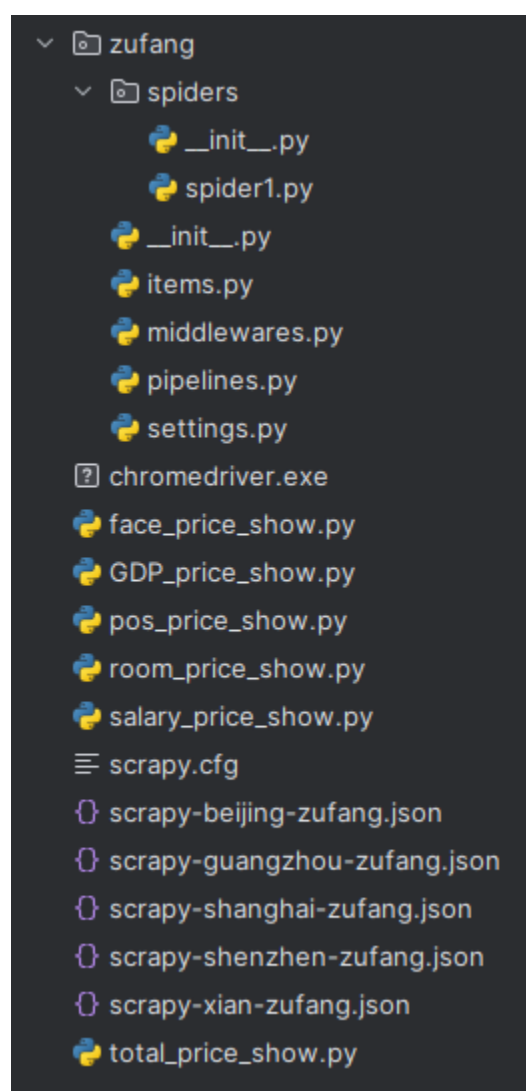 zufang
spiders
__init__.py
spider1.py
__init__.py
items.py
middlewares.py
pipelines.py
settings.py
chromedriver.exe
face_price_show.py
GDP_price_show.py
pos_price_show.py
room_price_show.py
salary_price_show.py
scrapy.cfg
scrapy-beijing-zufang.json
scrapy-guangzhou-zufang.json
scrapy-shanghai-zufang.json
scrapy-shenzhen-zufang.json
scrapy-xian-zufang.json
total_price_show.py